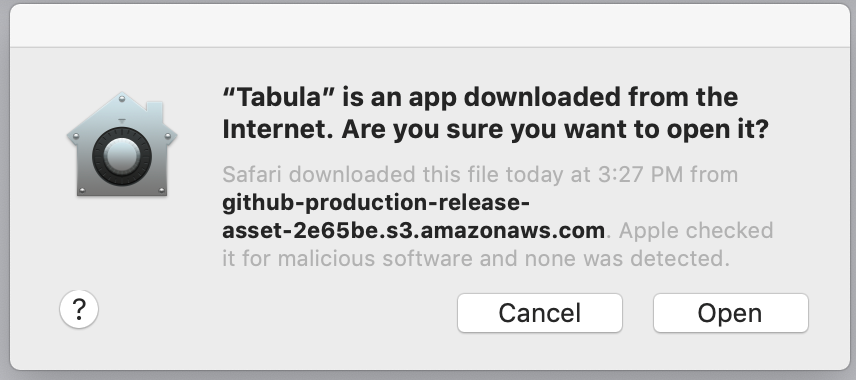 “Tabula” is an app downloaded from the
Internet. Are you sure you want to open it?
Safari downloaded this file today at 3:27 PM from
github-production-release-
asset-2e65be.s3.amazonaws.com. Apple checked
it for malicious software and none was detected.
?
Cancel
Open